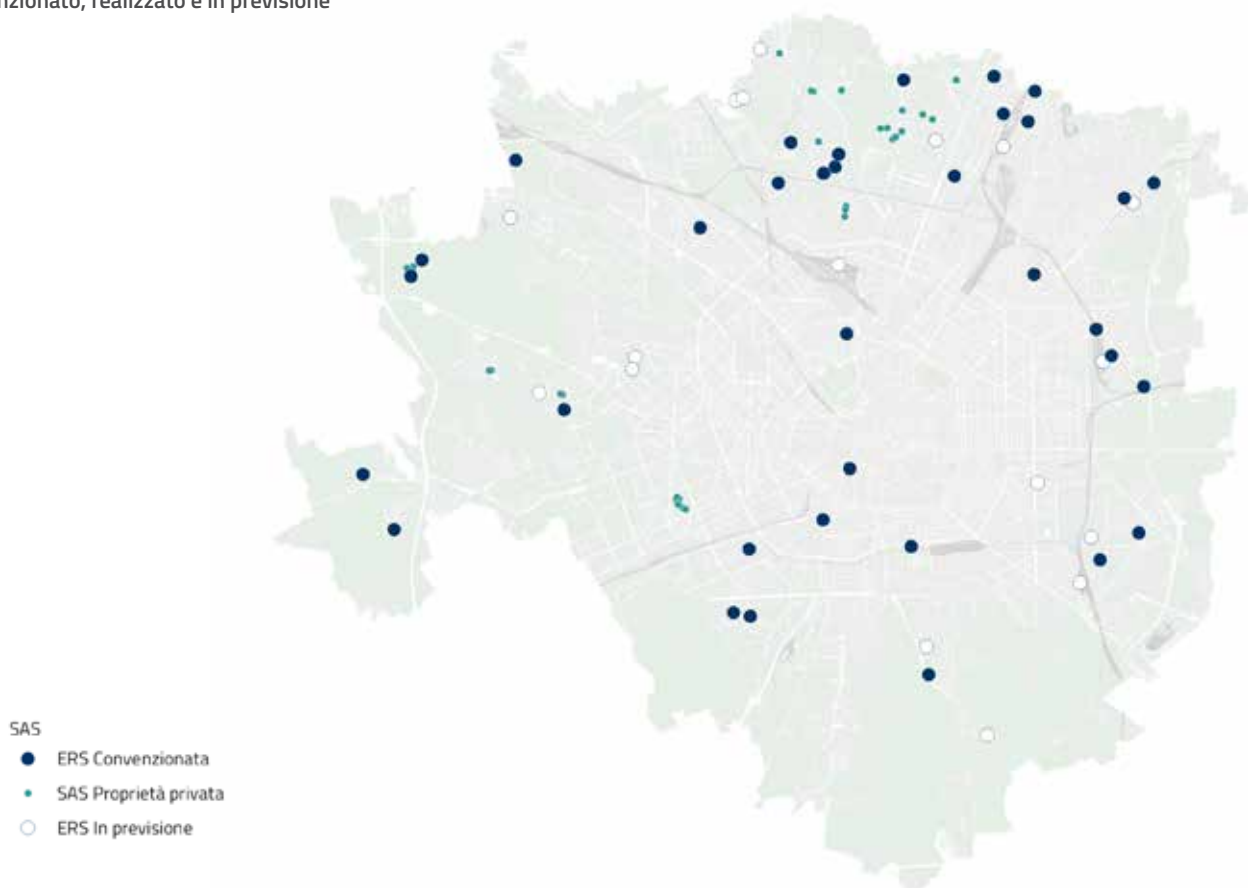 nzionato, realizzato e in previsione
SAS
ERS Convenzionata
SAS Proprietà privata
ERS In previsione